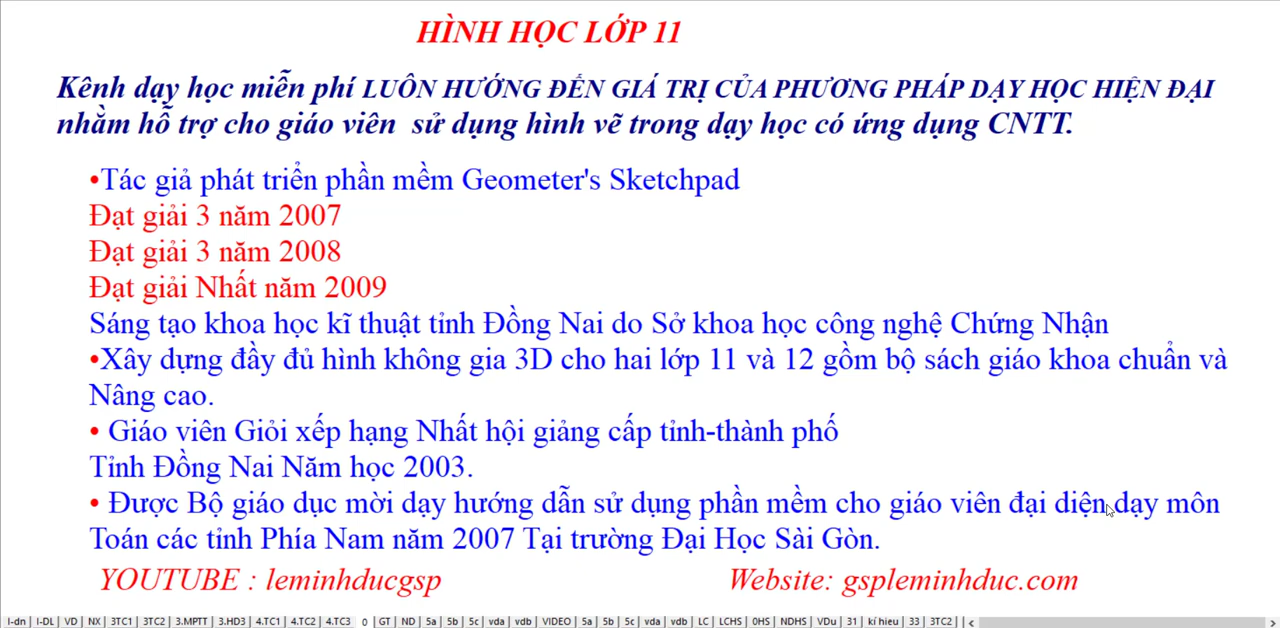 HÌNH HỌC LỚP 11
Kênh dạy học miễn phí LUÔN HƯỚNG ĐẾN GIÁ TRỊ CỦA PHƯƠNG PHÁP DẠY HỌC HIỆN ĐẠI
nhằm hỗ trợ cho giáo viên sử dụng hình vẽ trong dạy học có ứng dụng CNTT.
•Tác giả phát triển phần mềm Geometer's Sketchpad
Đạt giải 3 năm 2007
Đạt giải 3 năm 2008
Đạt giải Nhất năm 2009
Sáng tạo khoa học kĩ thuật tỉnh Đồng Nai do Sở khoa học công nghệ Chứng Nhận
•Xây dựng đầy đủ hình không gia 3D cho hai lớp 11 và 12 gồm bộ sách giáo khoa chuẩn và
Nâng cao.
• Giáo viên Giỏi xếp hạng Nhất hội giảng cấp tỉnh-thành phố
Tỉnh Đồng Nai Năm học 2003.
• Được Bộ giáo dục mời dạy hướng dẫn sử dụng phần mềm cho giáo viên đại diện dạy môn
Toán các tỉnh Phía Nam năm 2007 Tại trường Đại Học Sài Gòn.
YOUTUBE : leminhducgsp Website: gspleminhduc.com
I-dn | I-DL | VD | NX | 3TC1 | 3TC2 | 3.MPTT | 3.HD3 | 4.TC1 | 4.TC2 | 4.TC3 | 0 | GT | ND | 5a | 5b | 5c | vda | vdb | VIDEO | 5a | 5b | 5c | vda | vdb | LC | LCHS | 0HS | NDHS | VDu | 31 | kí hieu | 33 | 3TC2 |